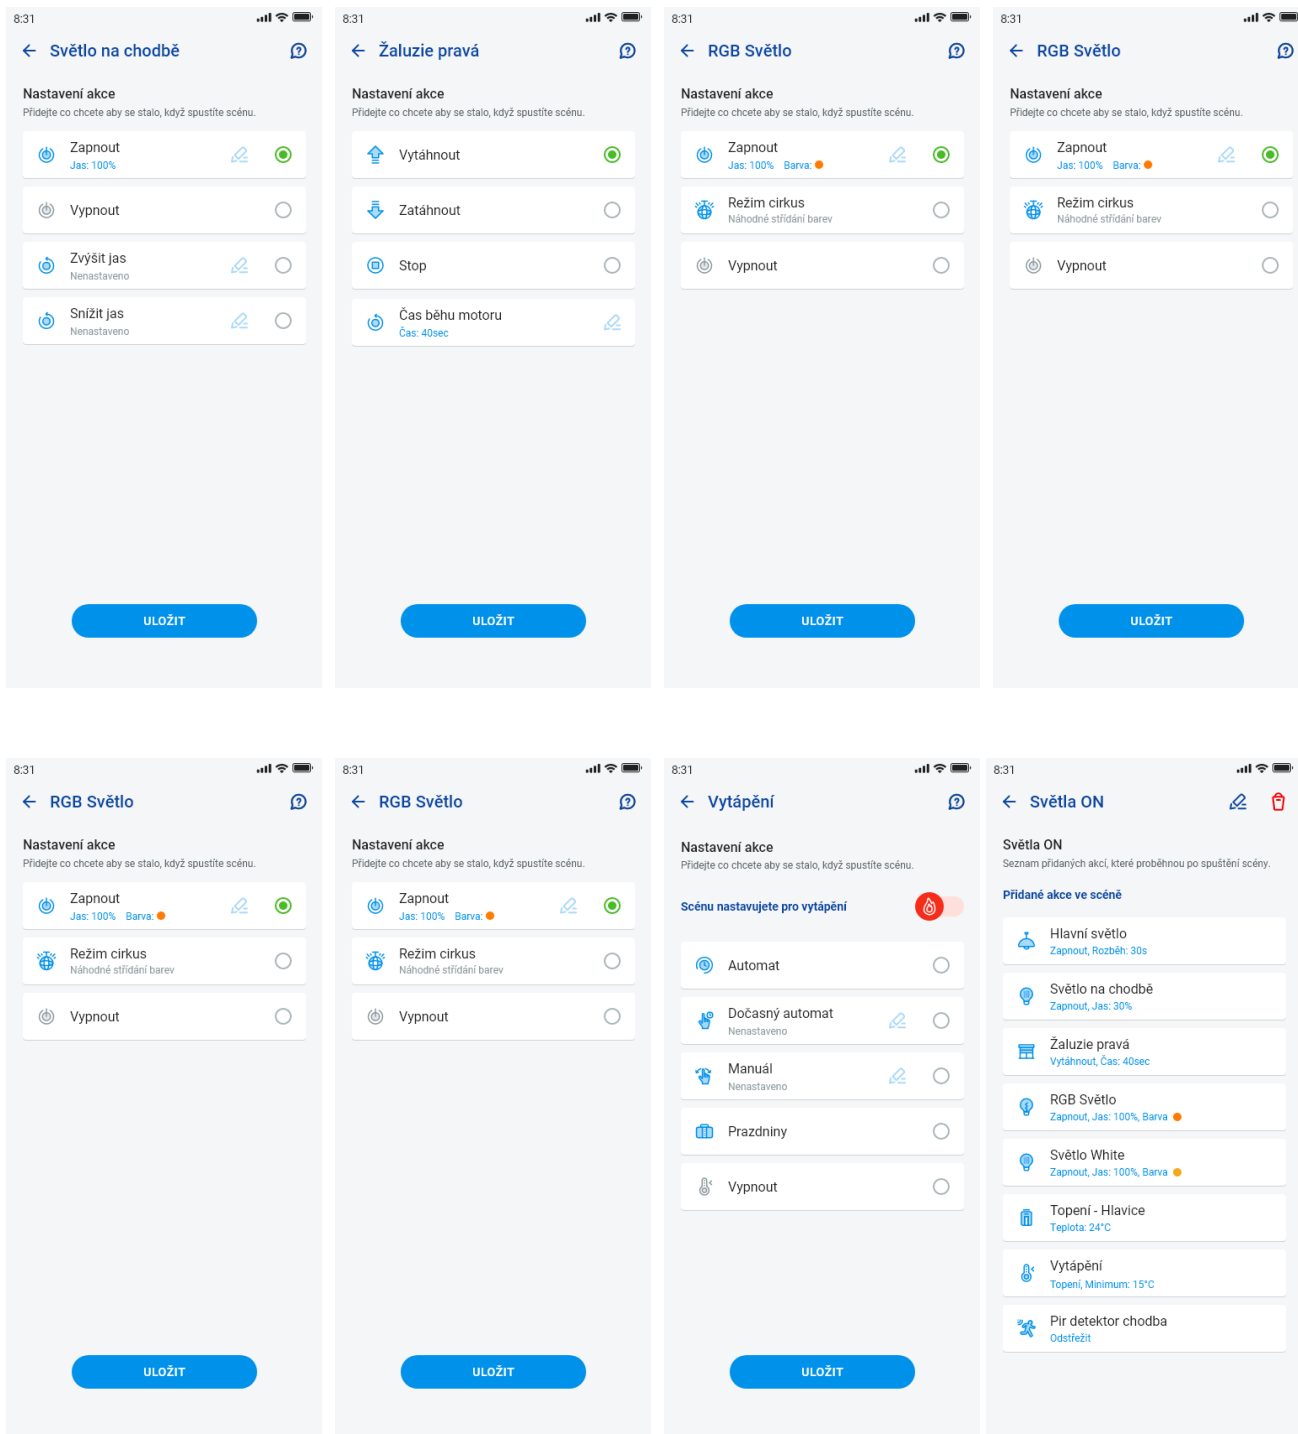 8:31
Světlo na chodbě
Nastavení akce
Přidejte co chcete aby se stalo, když spustíte scénu.
Zapnout
Jas: 100%
Vypnout
Zvýšit jas
Nenastaveno
Snížit jas
Nenastaveno
ULOŽIT
8:31
Žaluzie pravá
Nastavení akce
Přidejte co chcete aby se stalo, když spustíte scénu.
Vytáhnout
Zatáhnout
Stop
Čas běhu motoru
Čas: 40sec
ULOŽIT
8:31
RGB Světlo
Nastavení akce
Přidejte co chcete aby se stalo, když spustíte scénu.
Zapnout
Jas: 100% Barva:
Režim cirkus
Náhodné střídání barev
Vypnout
ULOŽIT
8:31
RGB Světlo
Nastavení akce
Přidejte co chcete aby se stalo, když spustíte scénu.
Zapnout
Jas: 100% Barva:
Režim cirkus
Náhodné střídání barev
Vypnout
ULOŽIT
8:31
RGB Světlo
Nastavení akce
Přidejte co chcete aby se stalo, když spustíte scénu.
Zapnout
Jas: 100% Barva:
Režim cirkus
Náhodné střídání barev
Vypnout
ULOŽIT
8:31
RGB Světlo
Nastavení akce
Přidejte co chcete aby se stalo, když spustíte scénu.
Zapnout
Jas: 100% Barva:
Režim cirkus
Náhodné střídání barev
Vypnout
ULOŽIT
8:31
Vytápění
Nastavení akce
Přidejte co chcete aby se stalo, když spustíte scénu.
Scénu nastavujete pro vytápění
Automat
Dočasný automat
Nenastaveno
Manuál
Nenastaveno
Prazdniny
Vypnout
ULOŽIT
8:31
Světla ON
Světla ON
Seznam přidaných akcí, které proběhnou po spuštění scény.
Přidané akce ve scéně
Hlavní světlo
Zapnout, Rozběh: 30s
Světlo na chodbě
Zapnout, Jas: 30%
Žaluzie pravá
Vytáhnout, Čas: 40sec
RGB Světlo
Zapnout, Jas: 100%, Barva
Světlo White
Zapnout, Jas: 100%, Barva
Topení - Hlavice
Teplota: 24°C
Vytápění
Topení, Minimum: 15°C
Pir detektor chodba
Odstřežit